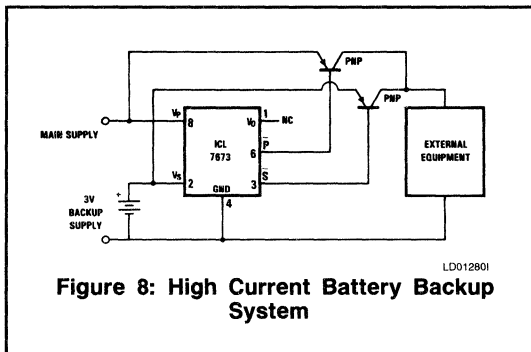 PNP
PNP
MAIN SUPPLY
VP
8
ICL
7673
VO
1
NC
P
6
S
3
VS
2
GND
4
+
3V
BACKUP
SUPPLY
EXTERNAL
EQUIPMENT
LD01280I
Figure 8: High Current Battery Backup
System